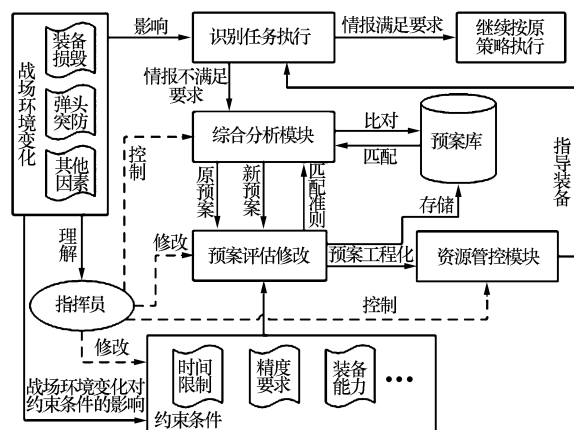 战场环境变化
装备
损毁
弹头
突防
其他
因素
影响
识别任务执行
情报满足要求
继续按原
策略执行
情报不满足
要求
控制
综合分析模块
比对
匹配
预案库
指导装备
原预案
新预案
匹配准则
存储
理解
修改
预案评估修改
预案工程化
资源管控模块
指挥员
控制
修改
战场环境变化对
约束条件的影响
时间
限制
精度
要求
装备
能力
•••
约束条件